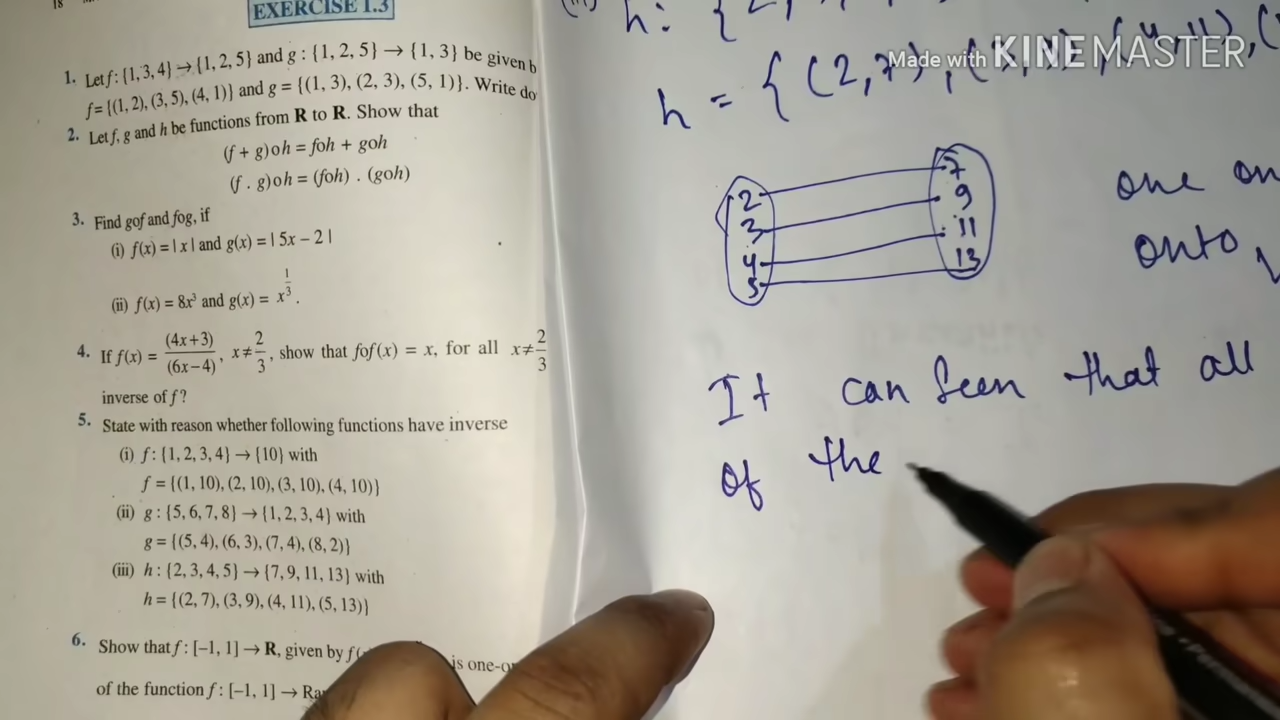 18
EXERCISE 1.3
1. Let f : {1, 3, 4} → {1, 2, 5} and g : {1, 2, 5} → {1, 3} be given b
f = {(1, 2), (3, 5), (4, 1)} and g = {(1, 3), (2, 3), (5, 1)}. Write do
2. Let f, g and h be functions from R to R. Show that
(f + g)oh = foh + goh
(f . g)oh = (foh) . (goh)
3. Find gof and fog, if
(i) f(x) = | x | and g(x) = | 5x – 2 |
(ii) f(x) = 8x³ and g(x) = x^(1/3).
4. If f(x) = (4x+3)/(6x–4), x ≠ 2/3, show that fof(x) = x, for all x ≠ 2/3
inverse of f?
5. State with reason whether following functions have inverse
(i) f : {1, 2, 3, 4} → {10} with
f = {(1, 10), (2, 10), (3, 10), (4, 10)}
(ii) g : {5, 6, 7, 8} → {1, 2, 3, 4} with
g = {(5, 4), (6, 3), (7, 4), (8, 2)}
(iii) h : {2, 3, 4, 5} → {7, 9, 11, 13} with
h = {(2, 7), (3, 9), (4, 11), (5, 13)}
6. Show that f : [–1, 1] → R, given by f(
is one-o
of the function f : [–1, 1] → Ra
h : {2,
Made with KINEMASTER
h = {(2,7),
2 7
3 9
4 11
5 13
one on
onto
It can seen that all
of the